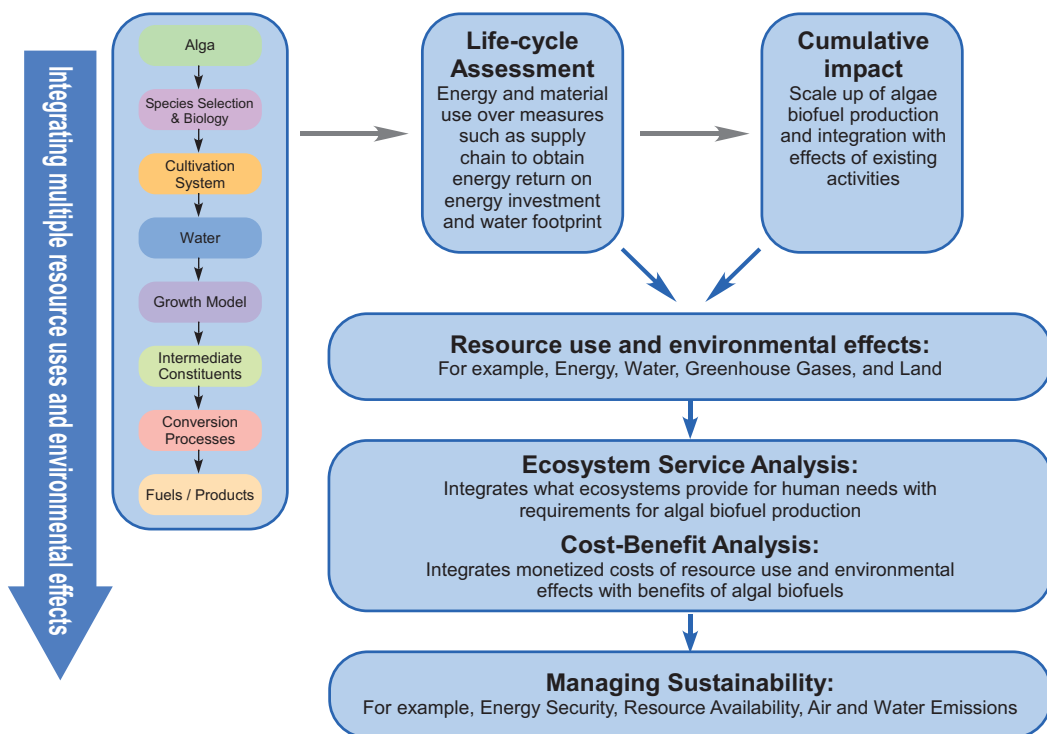 Integrating multiple resource uses and environmental effects
Alga
Species Selection
& Biology
Cultivation
System
Water
Growth Model
Intermediate
Constituents
Conversion
Processes
Fuels / Products
Life-cycle
Assessment
Energy and material
use over measures
such as supply
chain to obtain
energy return on
energy investment
and water footprint
Cumulative
impact
Scale up of algae
biofuel production
and integration with
effects of existing
activities
Resource use and environmental effects:
For example, Energy, Water, Greenhouse Gases, and Land
Ecosystem Service Analysis:
Integrates what ecosystems provide for human needs with
requirements for algal biofuel production
Cost-Benefit Analysis:
Integrates monetized costs of resource use and environmental
effects with benefits of algal biofuels
Managing Sustainability:
For example, Energy Security, Resource Availability, Air and Water Emissions